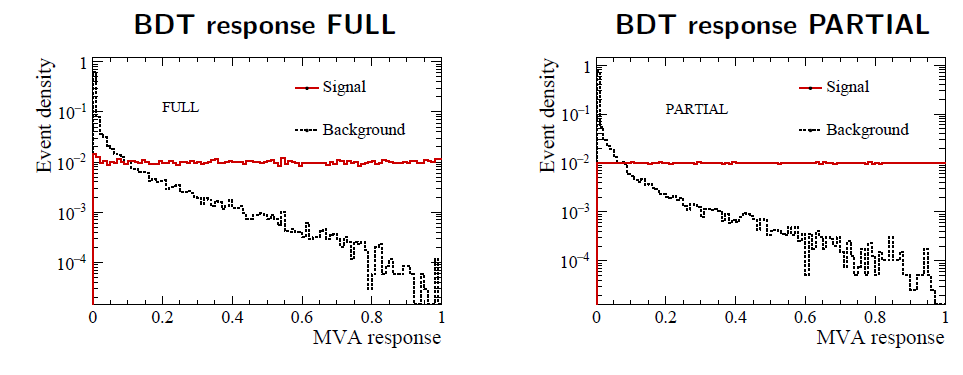 BDT response FULL
Event density
1
10⁻¹
10⁻²
10⁻³
10⁻⁴
FULL
Signal
Background
0 0.2 0.4 0.6 0.8 1
MVA response
BDT response PARTIAL
Event density
1
10⁻¹
10⁻²
10⁻³
10⁻⁴
PARTIAL
Signal
Background
0 0.2 0.4 0.6 0.8 1
MVA response